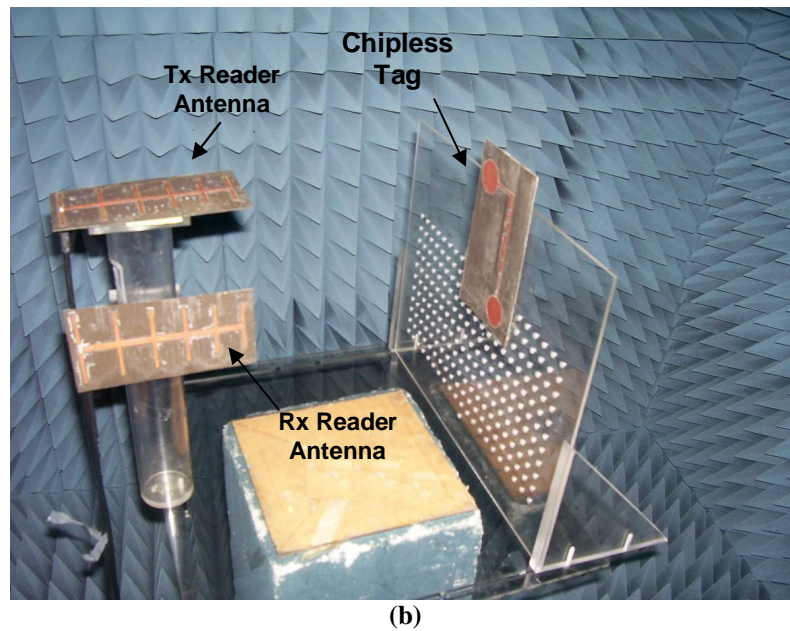 Chipless
Tag
Tx Reader
Antenna
Rx Reader
Antenna
(b)